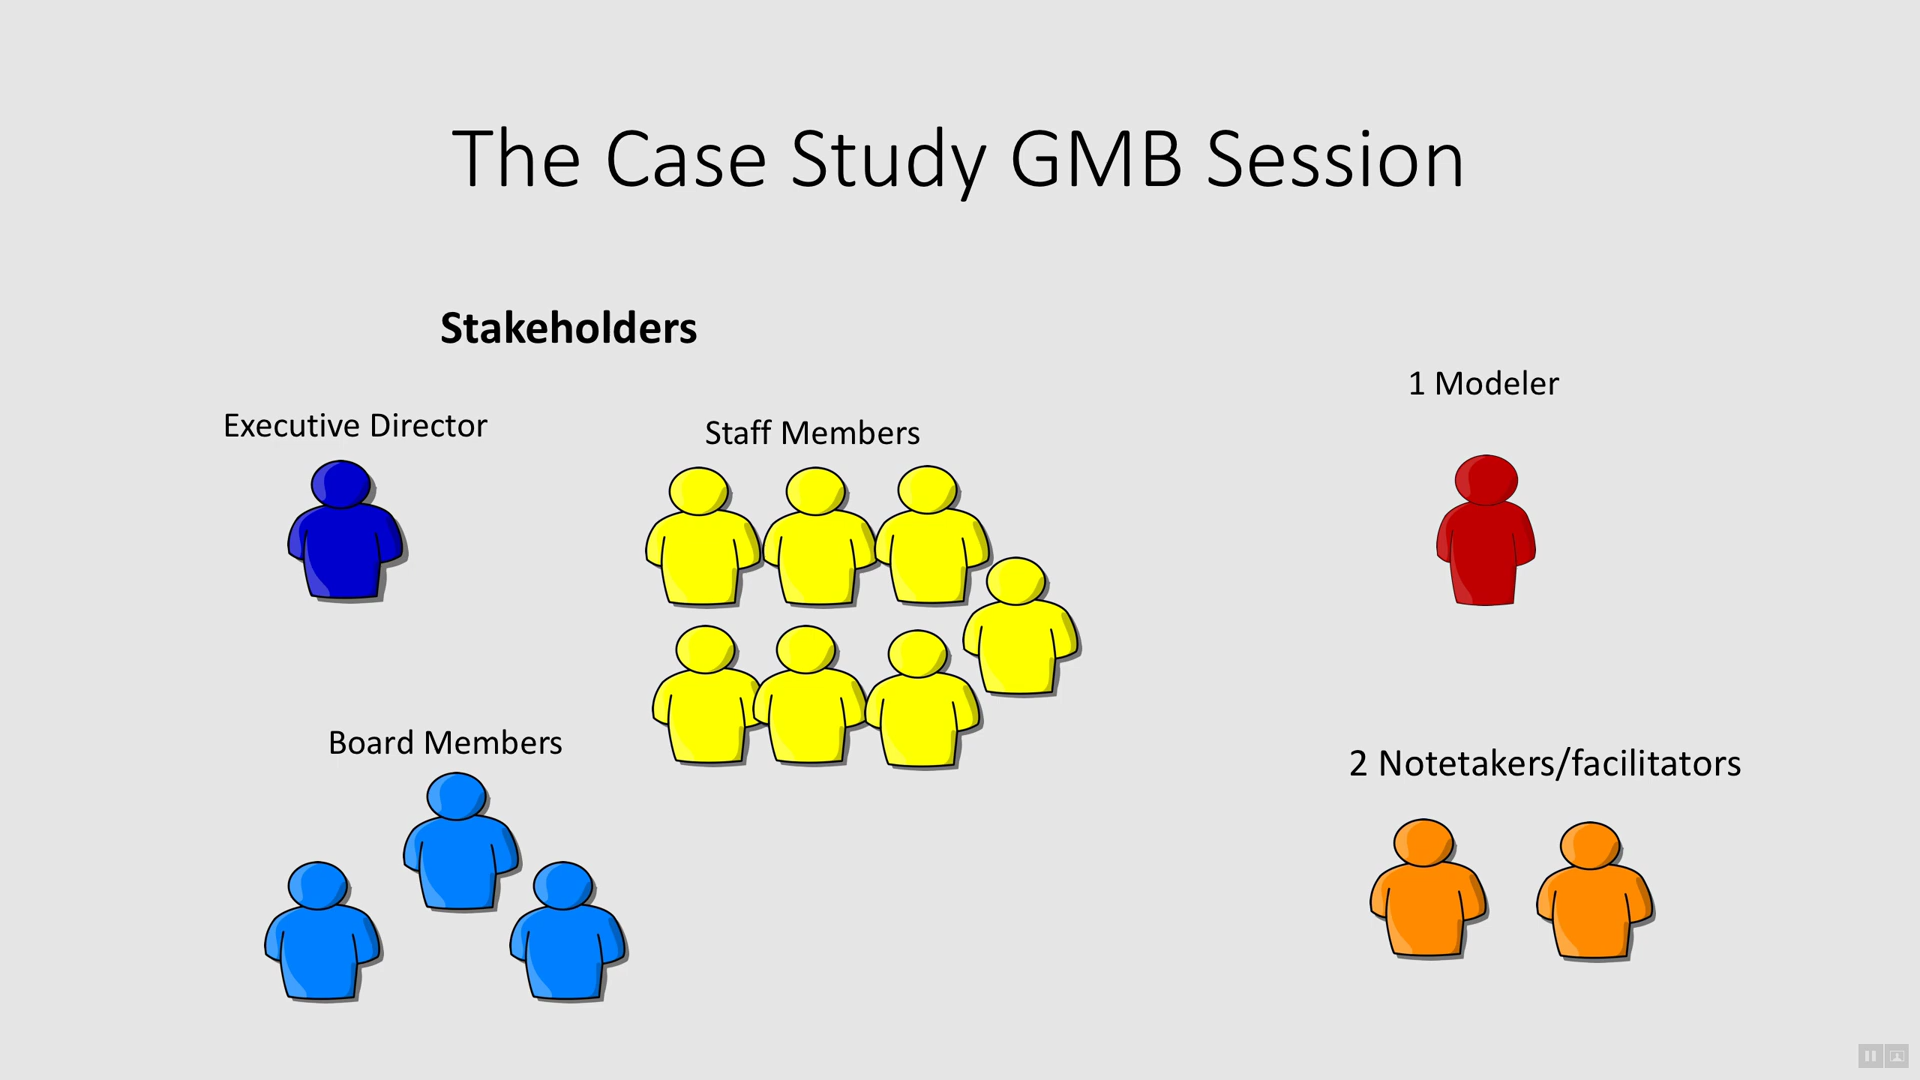 The Case Study GMB Session
Stakeholders
Executive Director
Staff Members
Board Members
1 Modeler
2 Notetakers/facilitators